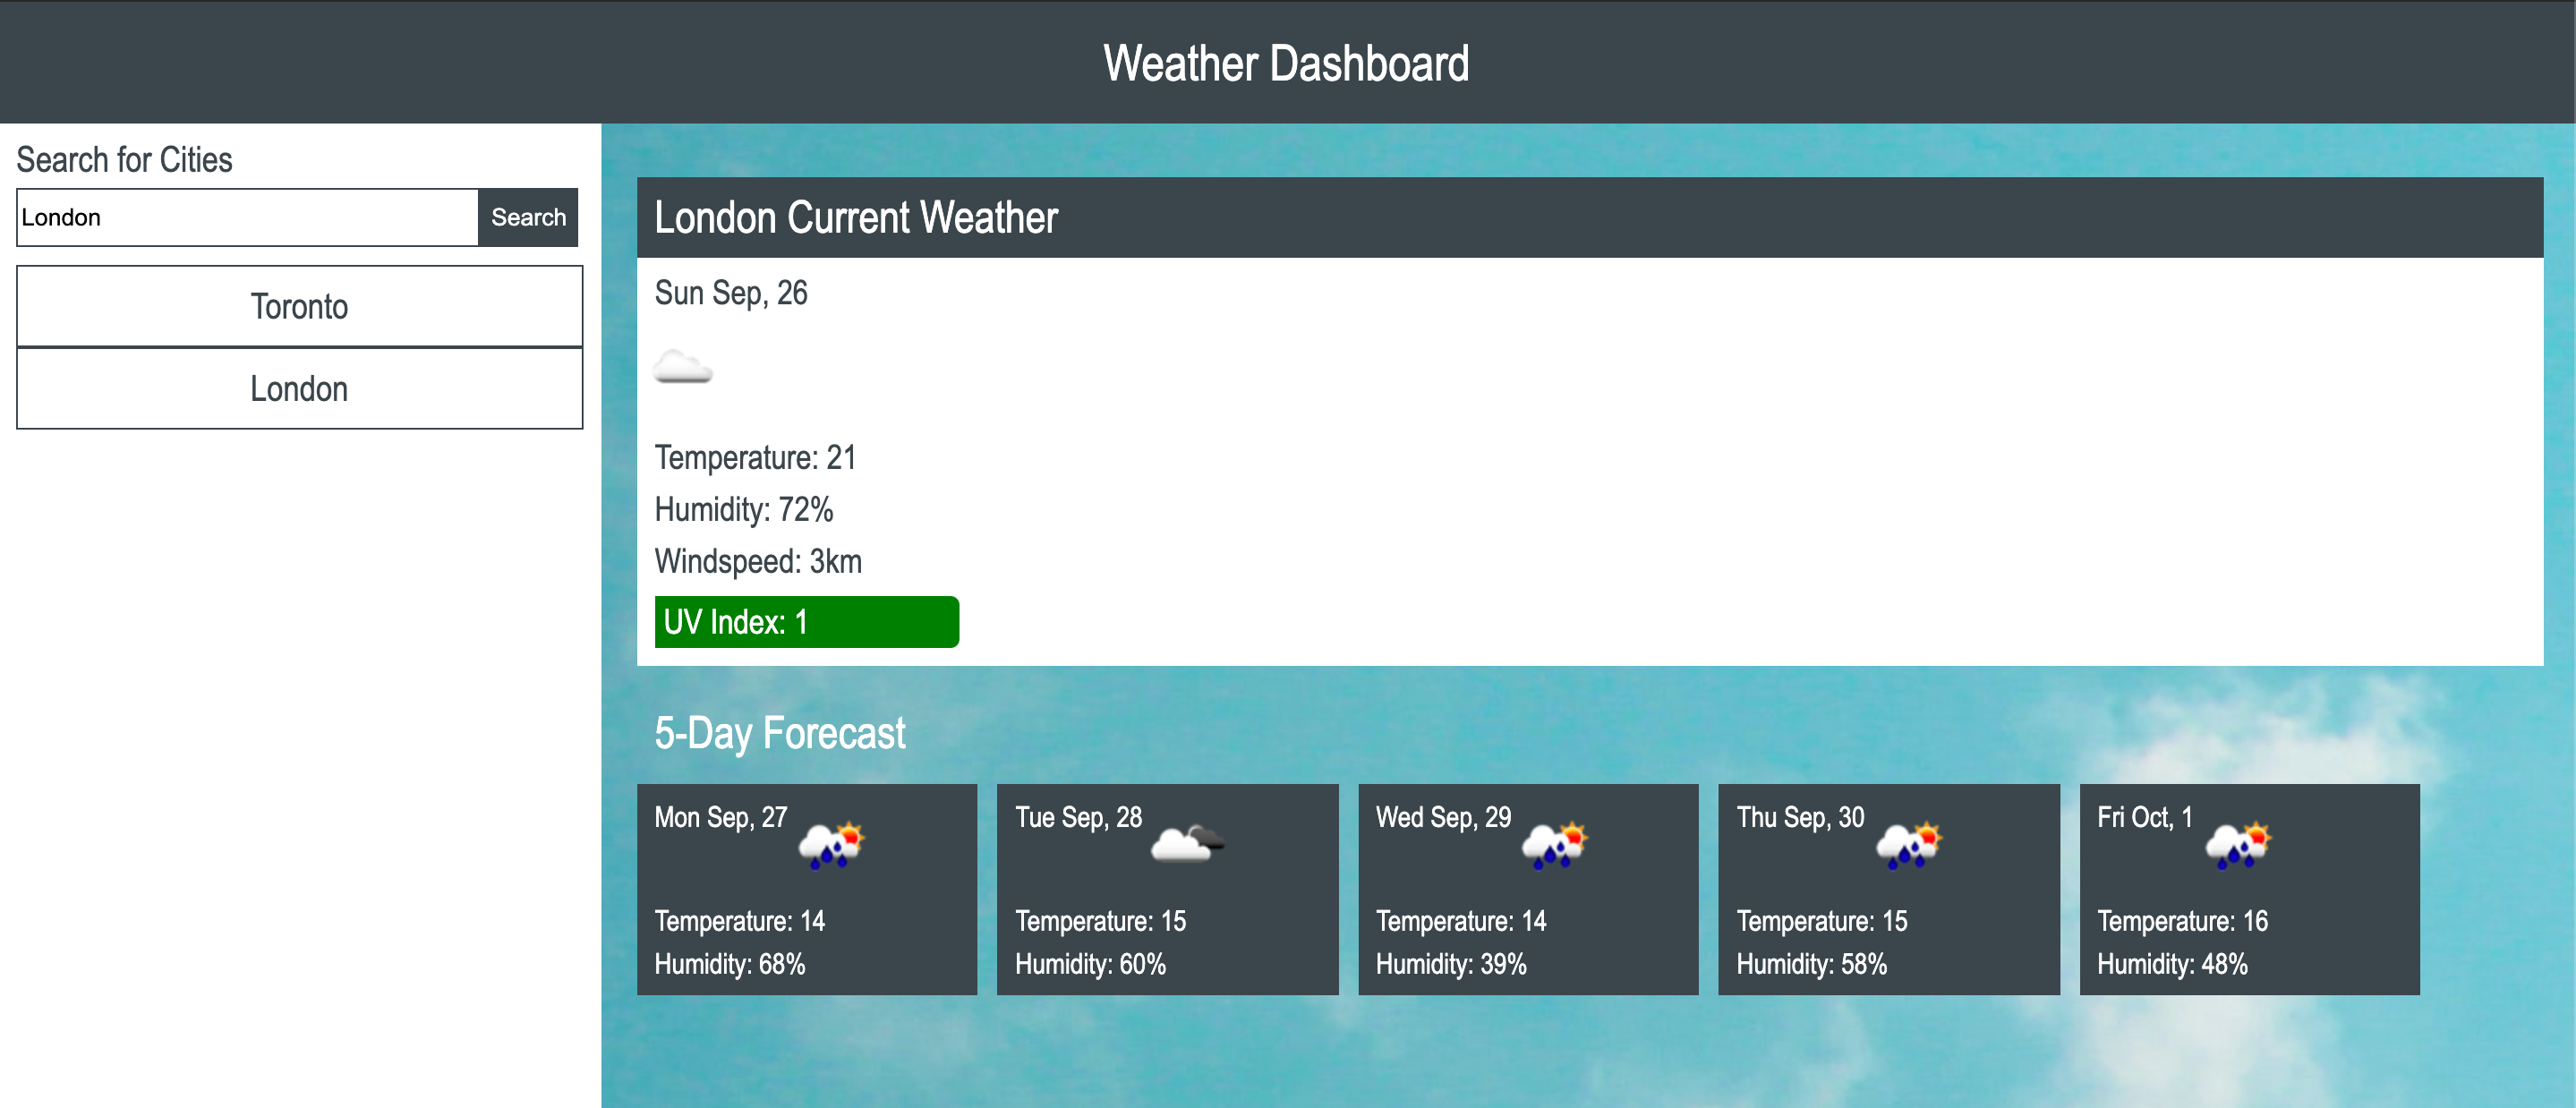 Weather Dashboard
Search for Cities
London
Search
Toronto
London
London Current Weather
Sun Sep, 26
Temperature: 21
Humidity: 72%
Windspeed: 3km
UV Index: 1
5-Day Forecast
Mon Sep, 27
Temperature: 14
Humidity: 68%
Tue Sep, 28
Temperature: 15
Humidity: 60%
Wed Sep, 29
Temperature: 14
Humidity: 39%
Thu Sep, 30
Temperature: 15
Humidity: 58%
Fri Oct, 1
Temperature: 16
Humidity: 48%